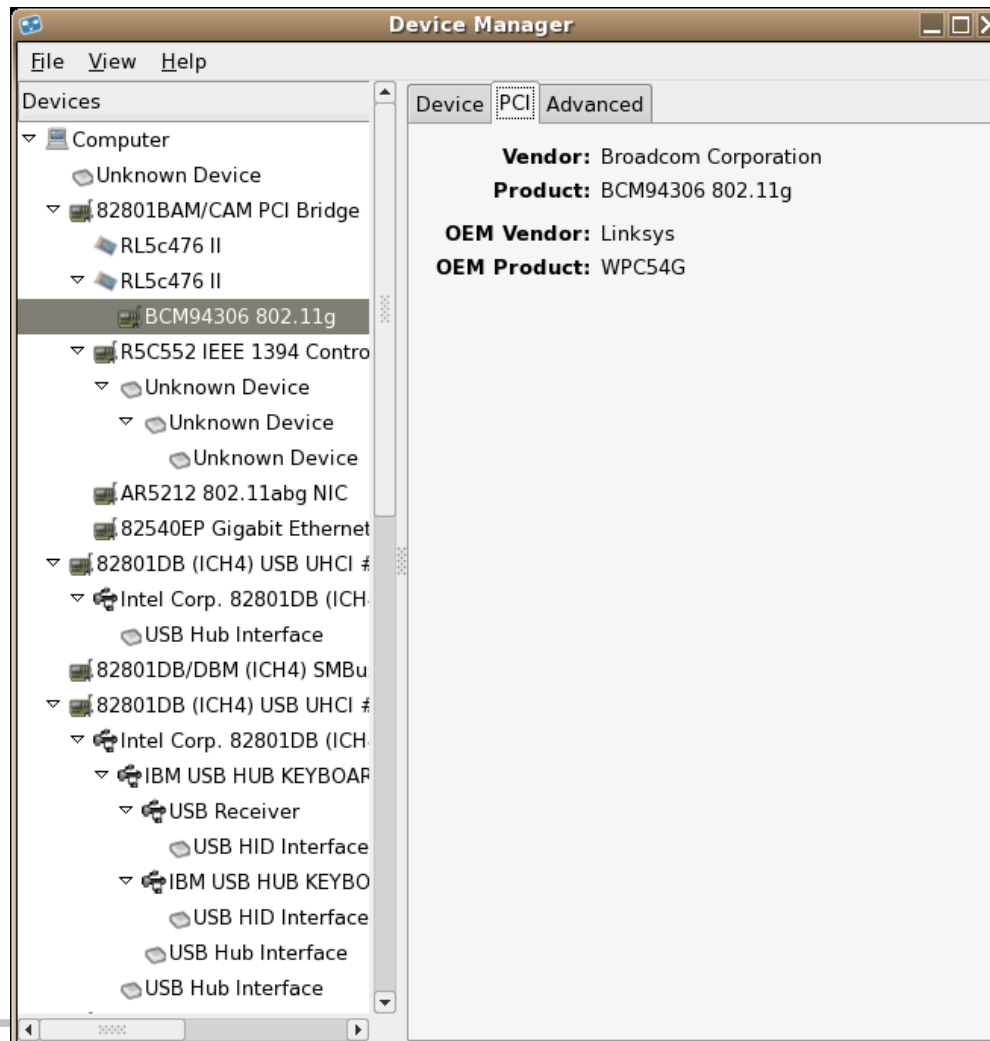 Device Manager
File View Help
Devices
Computer
Unknown Device
82801BAM/CAM PCI Bridge
RL5c476 II
RL5c476 II
BCM94306 802.11g
R5C552 IEEE 1394 Contro
Unknown Device
Unknown Device
Unknown Device
AR5212 802.11abg NIC
82540EP Gigabit Ethernet
82801DB (ICH4) USB UHCI #
Intel Corp. 82801DB (ICH
USB Hub Interface
82801DB/DBM (ICH4) SMBu
82801DB (ICH4) USB UHCI #
Intel Corp. 82801DB (ICH
IBM USB HUB KEYBOAR
USB Receiver
USB HID Interface
IBM USB HUB KEYBO
USB HID Interface
USB Hub Interface
USB Hub Interface
Device PCI Advanced
Vendor: Broadcom Corporation
Product: BCM94306 802.11g
OEM Vendor: Linksys
OEM Product: WPC54G